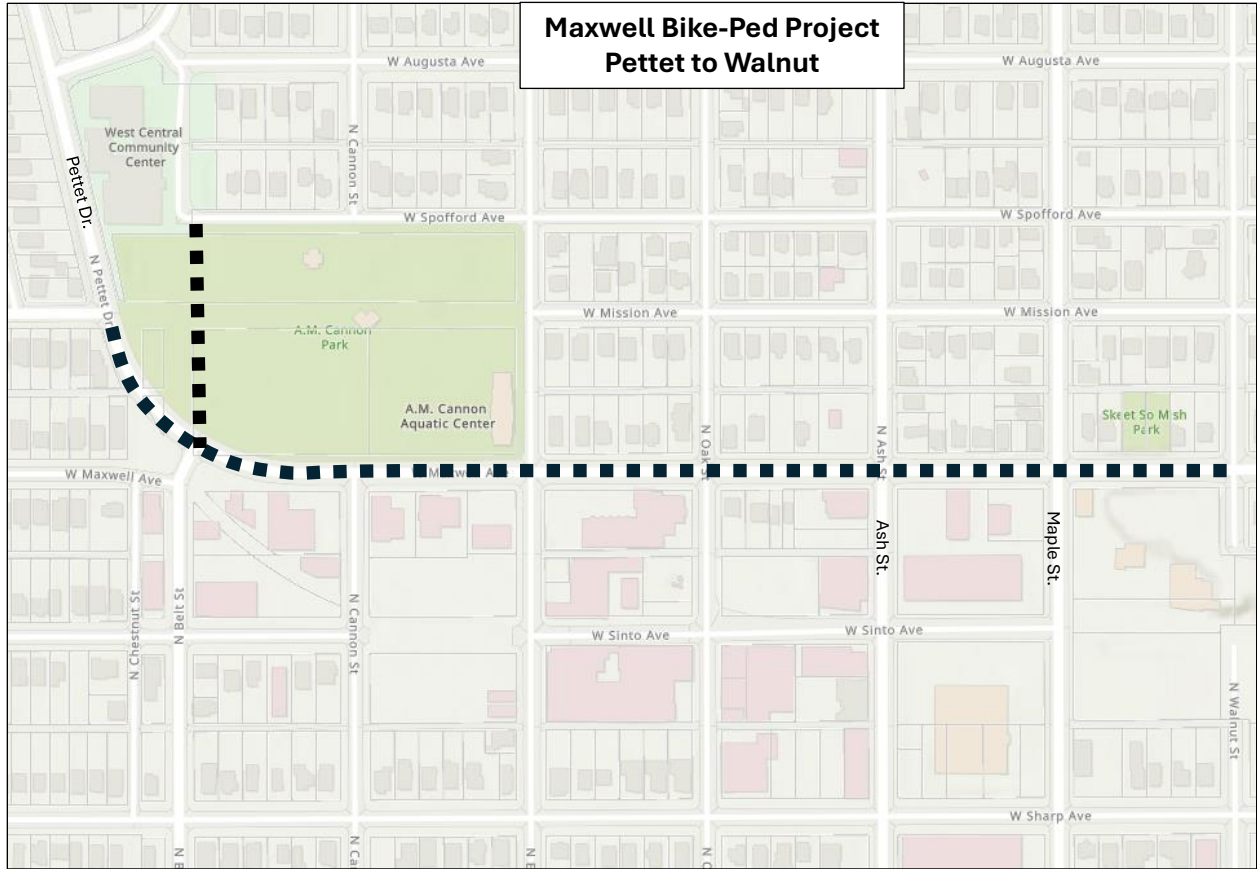 Maxwell Bike-Ped Project
Pettet to Walnut
W Augusta Ave
W Augusta Ave
West Central
Community
Center
N Cannon St
Pettet Dr.
W Spofford Ave
W Spofford Ave
N Pettet Dr
W Mission Ave
W Mission Ave
A.M. Cannon
Park
A.M. Cannon
Aquatic Center
Skeet So Mish
Park
N Oak St
N Ash St
W Maxwell Ave
W Maxwell Ave
Ash St.
Maple St.
N Chestnut St
N Belt St
N Cannon St
W Sinto Ave
W Sinto Ave
N Walnut St
W Sharp Ave
N
N Ca
N
N